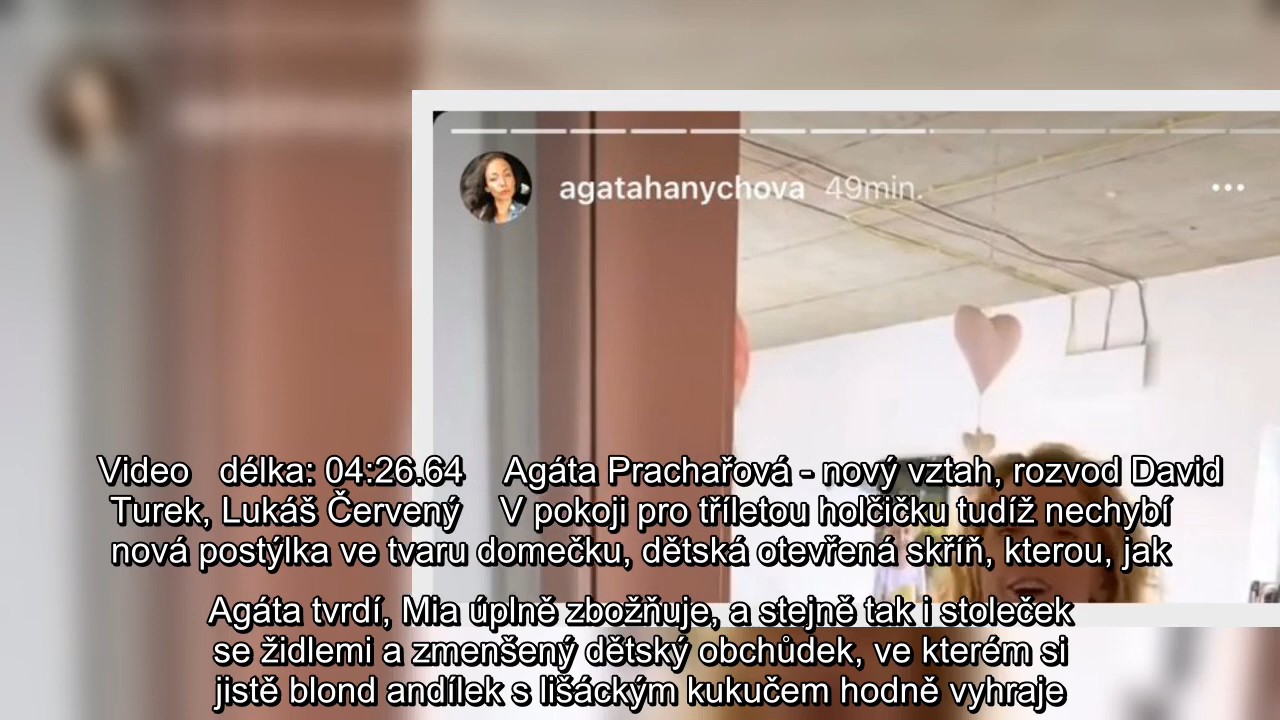 agatahanychova 49min.
Video délka: 04:26.64 Agáta Prachařová - nový vztah, rozvod David
Turek, Lukáš Červený V pokoji pro tříletou holčičku tudíž nechybí
nová postýlka ve tvaru domečku, dětská otevřená skříň, kterou, jak
Agáta tvrdí, Mia úplně zbožňuje, a stejně tak i stoleček
se židlemi a zmenšený dětský obchůdek, ve kterém si
jistě blond andílek s lišáckým kukučem hodně vyhraje